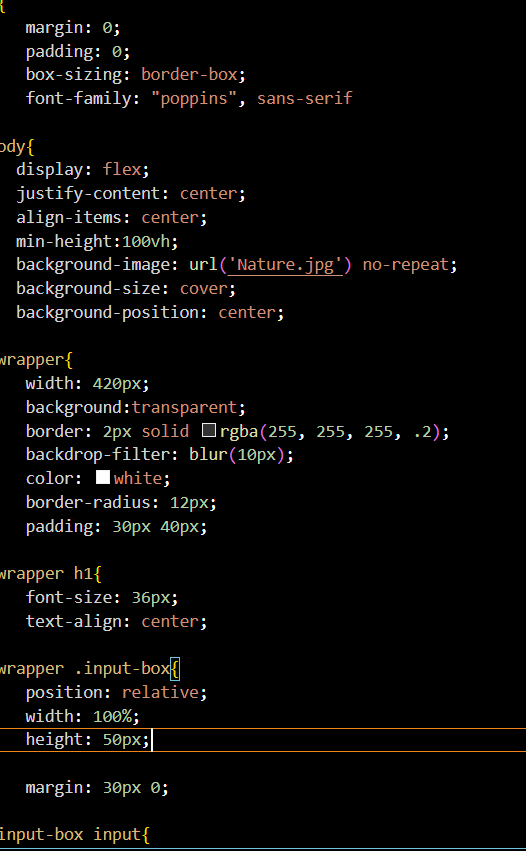 {
margin: 0;
padding: 0;
box-sizing: border-box;
font-family: "poppins", sans-serif
ody{
display: flex;
justify-content: center;
align-items: center;
min-height:100vh;
background-image: url('Nature.jpg') no-repeat;
background-size: cover;
background-position: center;
wrapper{
width: 420px;
background:transparent;
border: 2px solid rgba(255, 255, 255, .2);
backdrop-filter: blur(10px);
color: white;
border-radius: 12px;
padding: 30px 40px;
wrapper h1{
font-size: 36px;
text-align: center;
wrapper .input-box{
position: relative;
width: 100%;
height: 50px;
margin: 30px 0;
input-box input{